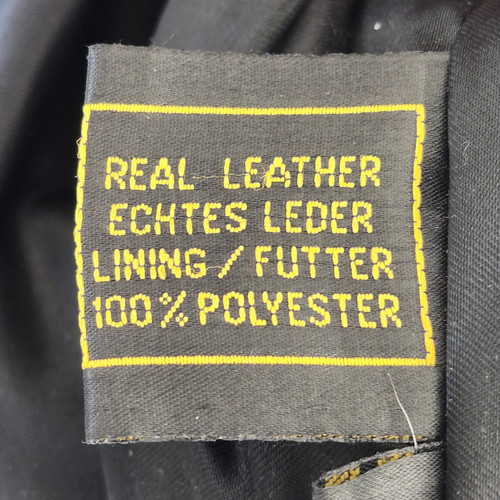 REAL LEATHER
ECHTES LEDER
LINING / FUTTER
100% POLYESTER